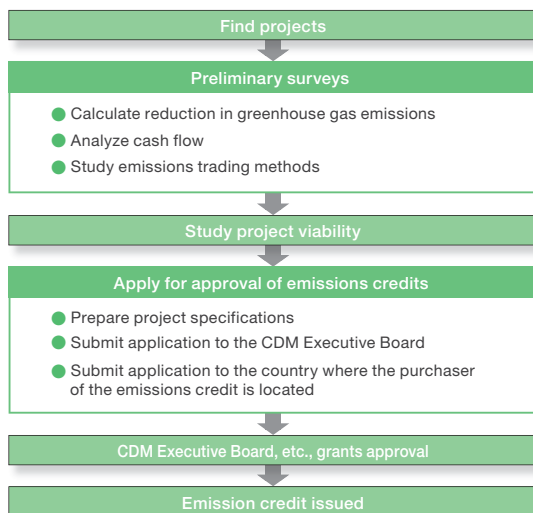 Find projects
Preliminary surveys
● Calculate reduction in greenhouse gas emissions
● Analyze cash flow
● Study emissions trading methods
Study project viability
Apply for approval of emissions credits
● Prepare project specifications
● Submit application to the CDM Executive Board
● Submit application to the country where the purchaser
of the emissions credit is located
CDM Executive Board, etc., grants approval
Emission credit issued